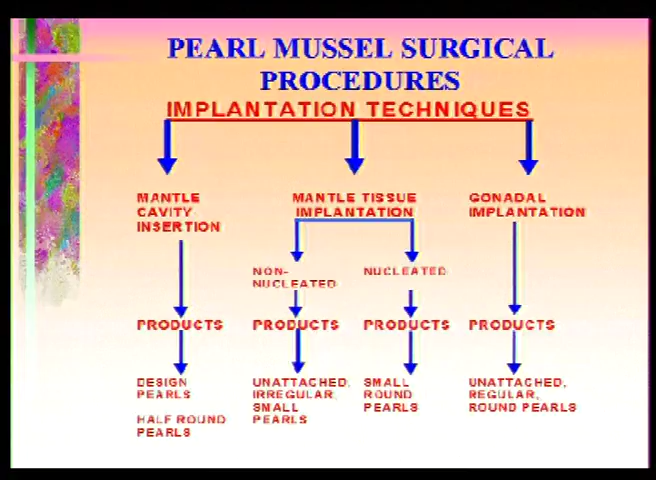 PEARL MUSSEL SURGICAL
PROCEDURES
IMPLANTATION TECHNIQUES
MANTLE
CAVITY
INSERTION
MANTLE TISSUE
IMPLANTATION
GONADAL
IMPLANTATION
NON-
NUCLEATED
NUCLEATED
PRODUCTS
PRODUCTS
PRODUCTS
PRODUCTS
DESIGN
PEARLS
HALF ROUND
PEARLS
UNATTACHED,
IRREGULAR,
SMALL
PEARLS
SMALL
ROUND
PEARLS
UNATTACHED,
REGULAR,
ROUND PEARLS